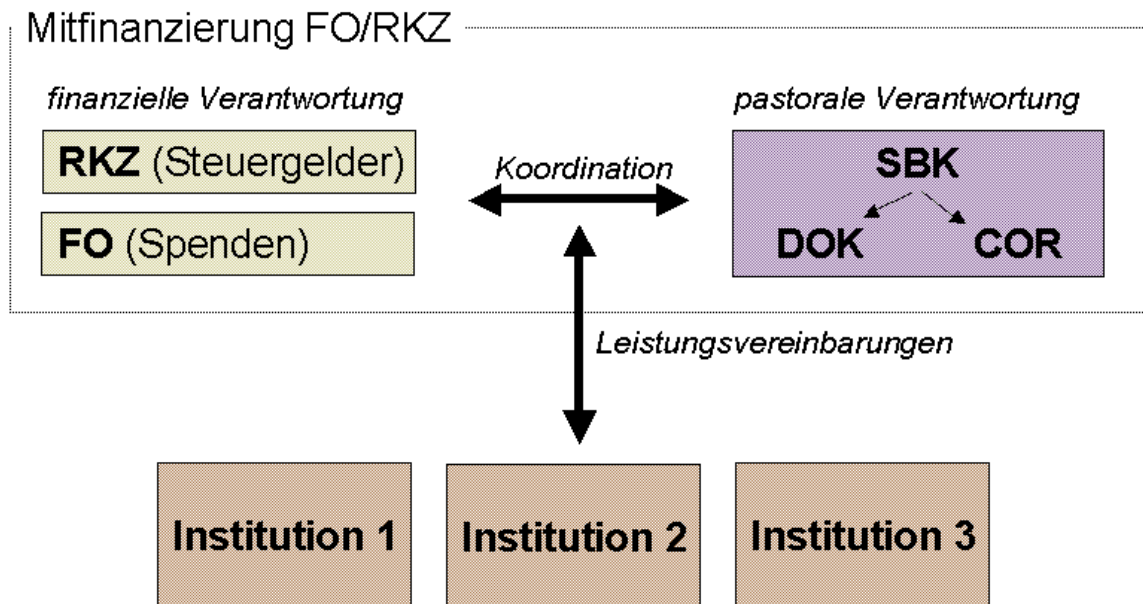 Mitfinanzierung FO/RKZ
finanzielle Verantwortung
RKZ (Steuergelder)
FO (Spenden)
Koordination
pastorale Verantwortung
SBK
DOK COR
Leistungsvereinbarungen
Institution 1 Institution 2 Institution 3